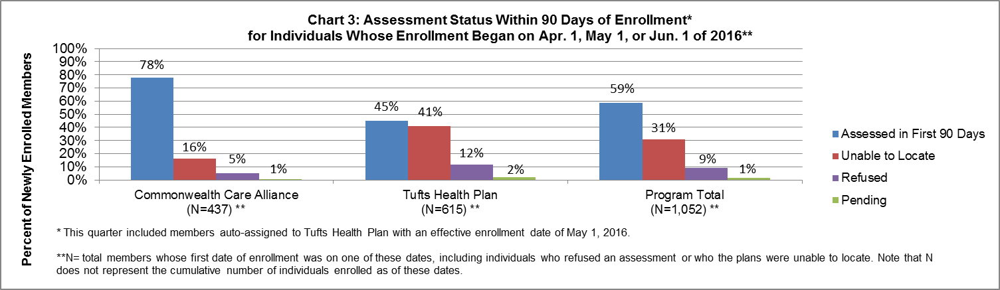 Chart 3: Assessment Status Within 90 Days of Enrollment*
for Individuals Whose Enrollment Began on Apr. 1, May 1, or Jun. 1 of 2016**
Percent of Newly Enrolled Members
100%
90%
80%
70%
60%
50%
40%
30%
20%
10%
0%
78%
16%
5%
1%
45%
41%
12%
2%
59%
31%
9%
1%
Commonwealth Care Alliance
(N=437) **
Tufts Health Plan
(N=615) **
Program Total
(N=1,052) **
Assessed in First 90 Days
Unable to Locate
Refused
Pending
* This quarter included members auto-assigned to Tufts Health Plan with an effective enrollment date of May 1, 2016.
**N= total members whose first date of enrollment was on one of these dates, including individuals who refused an assessment or who the plans were unable to locate. Note that N
does not represent the cumulative number of individuals enrolled as of these dates.